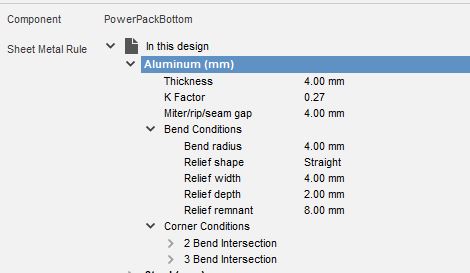 Component PowerPackBottom
Sheet Metal Rule In this design
Aluminum (mm)
Thickness 4.00 mm
K Factor 0.27
Miter/rip/seam gap 4.00 mm
Bend Conditions
Bend radius 4.00 mm
Relief shape Straight
Relief width 4.00 mm
Relief depth 2.00 mm
Relief remnant 8.00 mm
Corner Conditions
2 Bend Intersection
3 Bend Intersection